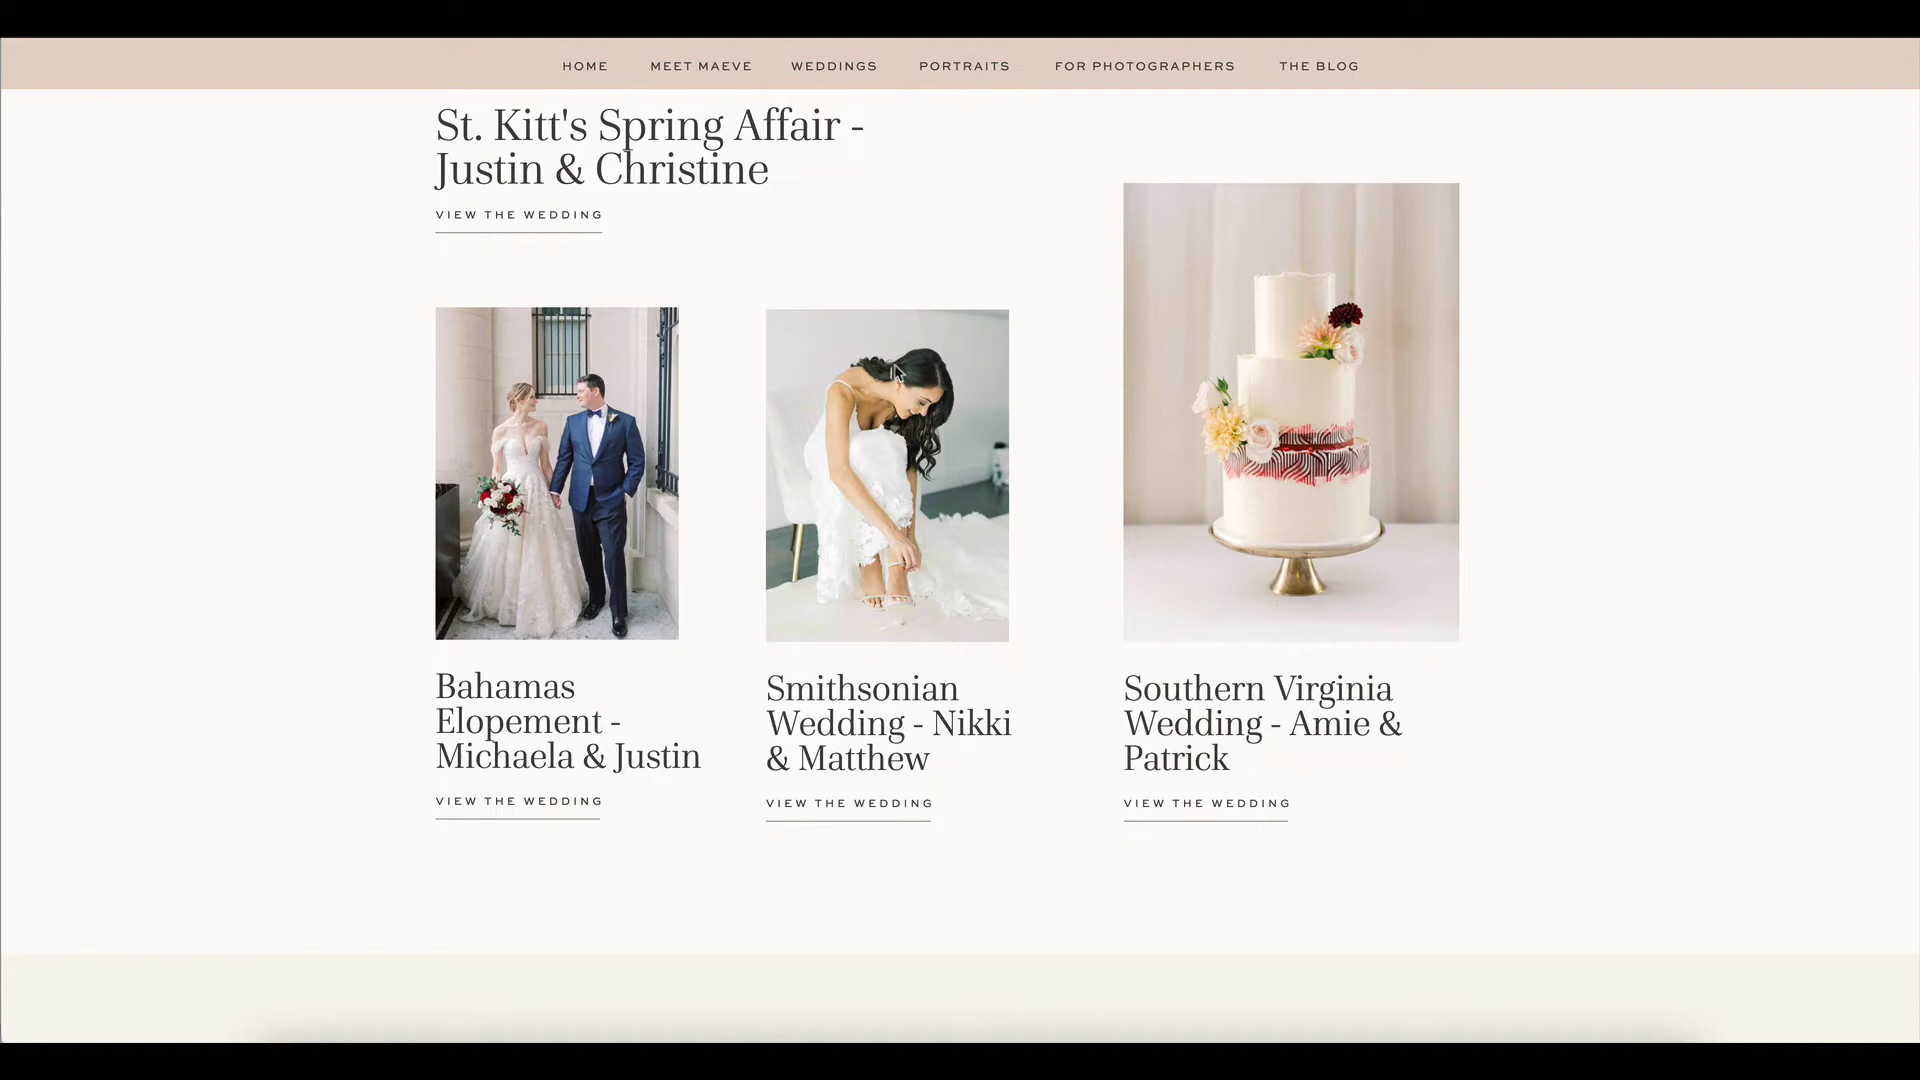 HOME MEET MAEVE WEDDINGS PORTRAITS FOR PHOTOGRAPHERS THE BLOG
St. Kitt's Spring Affair -
Justin & Christine
VIEW THE WEDDING
Bahamas
Elopement -
Michaela & Justin
VIEW THE WEDDING
Smithsonian
Wedding - Nikki
& Matthew
VIEW THE WEDDING
Southern Virginia
Wedding - Amie &
Patrick
VIEW THE WEDDING